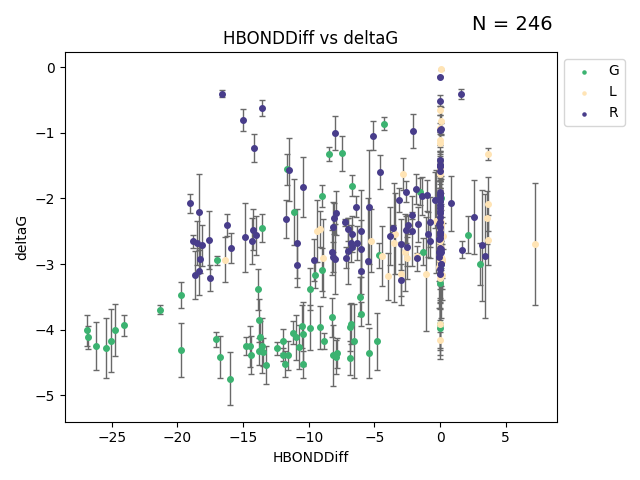 N = 246
HBONDDiff vs deltaG
G
L
R
0
−1
−2
−3
−4
−5
deltaG
−25 −20 −15 −10 −5 0 5
HBONDDiff